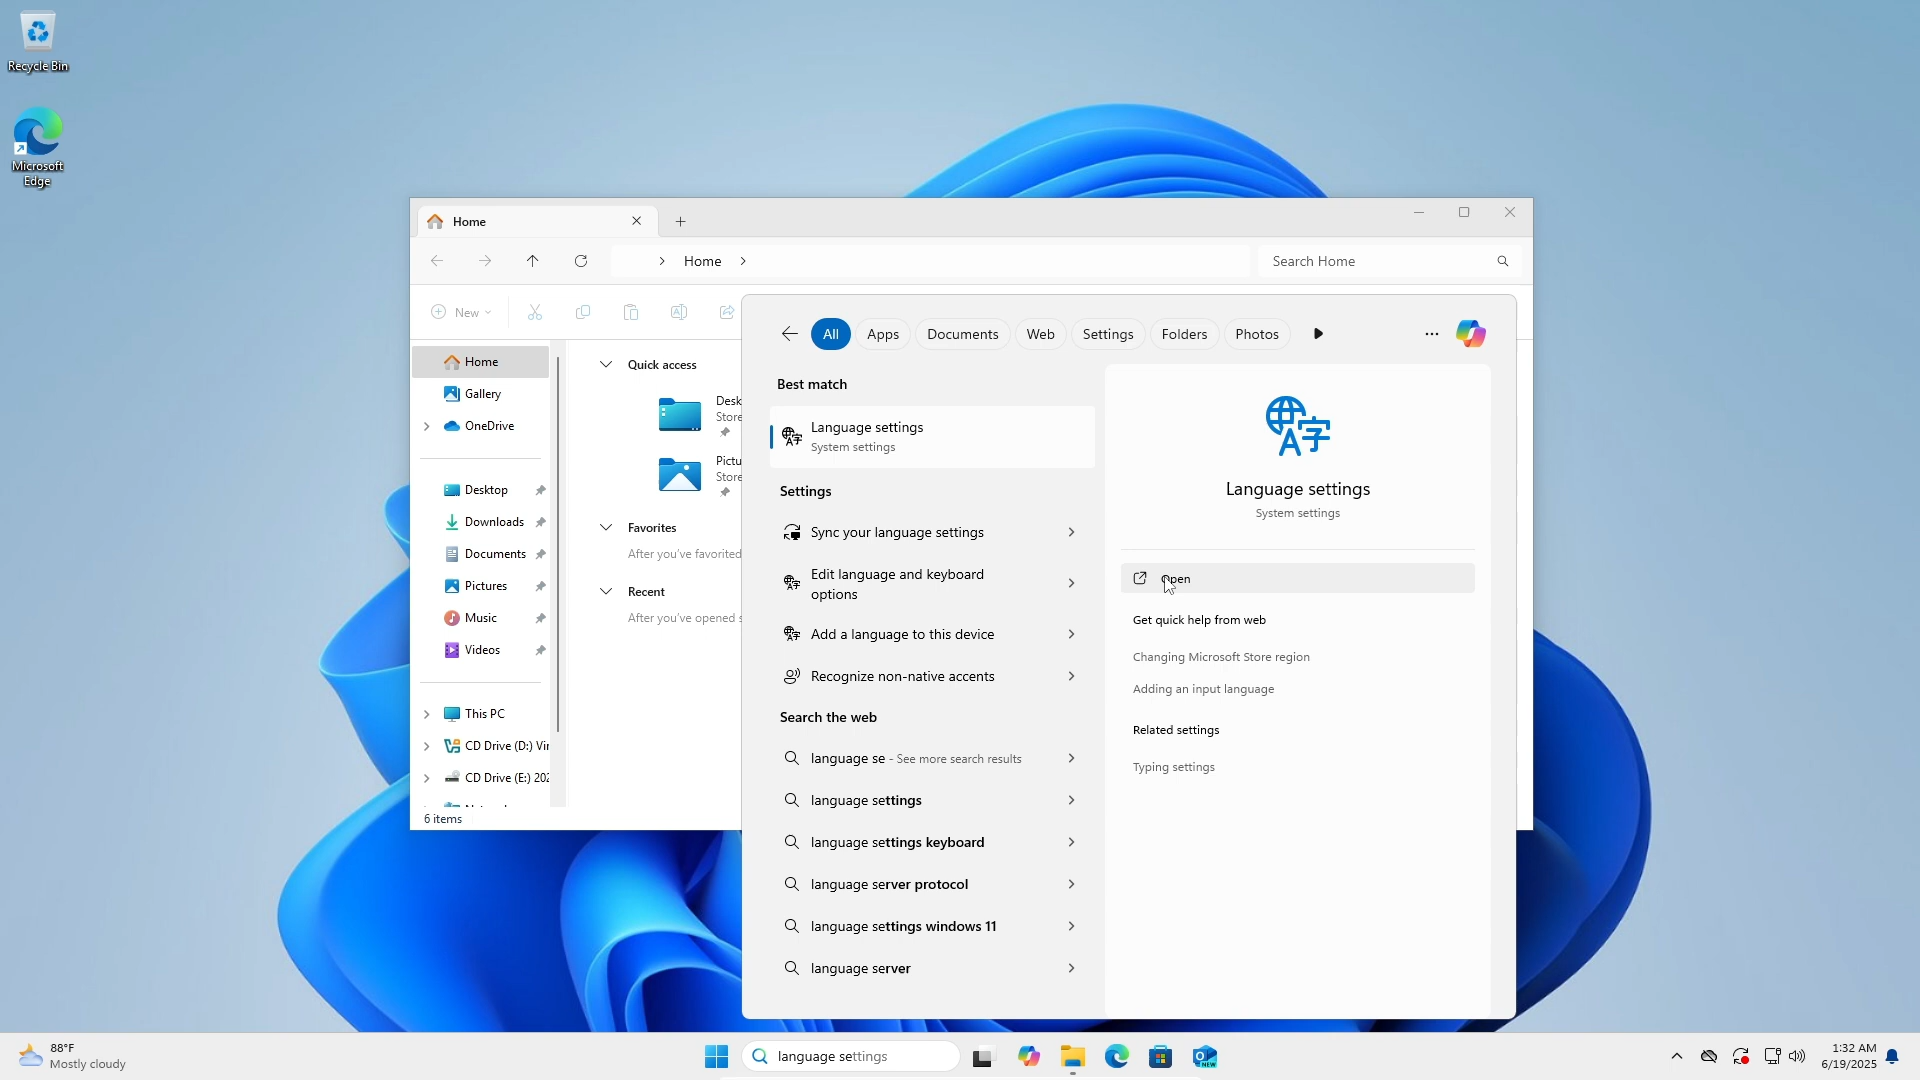 Recycle Bin
Microsoft
Edge
Home
Home
Search Home
New
Home
Gallery
OneDrive
Desktop
Downloads
Documents
Pictures
Music
Videos
This PC
CD Drive (D:) Vir
CD Drive (E:) 202
6 items
Quick access
Desk
Store
Pictu
Store
Favorites
After you've favorited
Recent
After you've opened s
All
Apps
Documents
Web
Settings
Folders
Photos
Best match
Language settings
System settings
Settings
Sync your language settings
Edit language and keyboard
options
Add a language to this device
Recognize non-native accents
Search the web
language se - See more search results
language settings
language settings keyboard
language server protocol
language settings windows 11
language server
Language settings
System settings
Open
Get quick help from web
Changing Microsoft Store region
Adding an input language
Related settings
Typing settings
88°F
Mostly cloudy
language settings
NEW
1:32 AM
6/19/2025